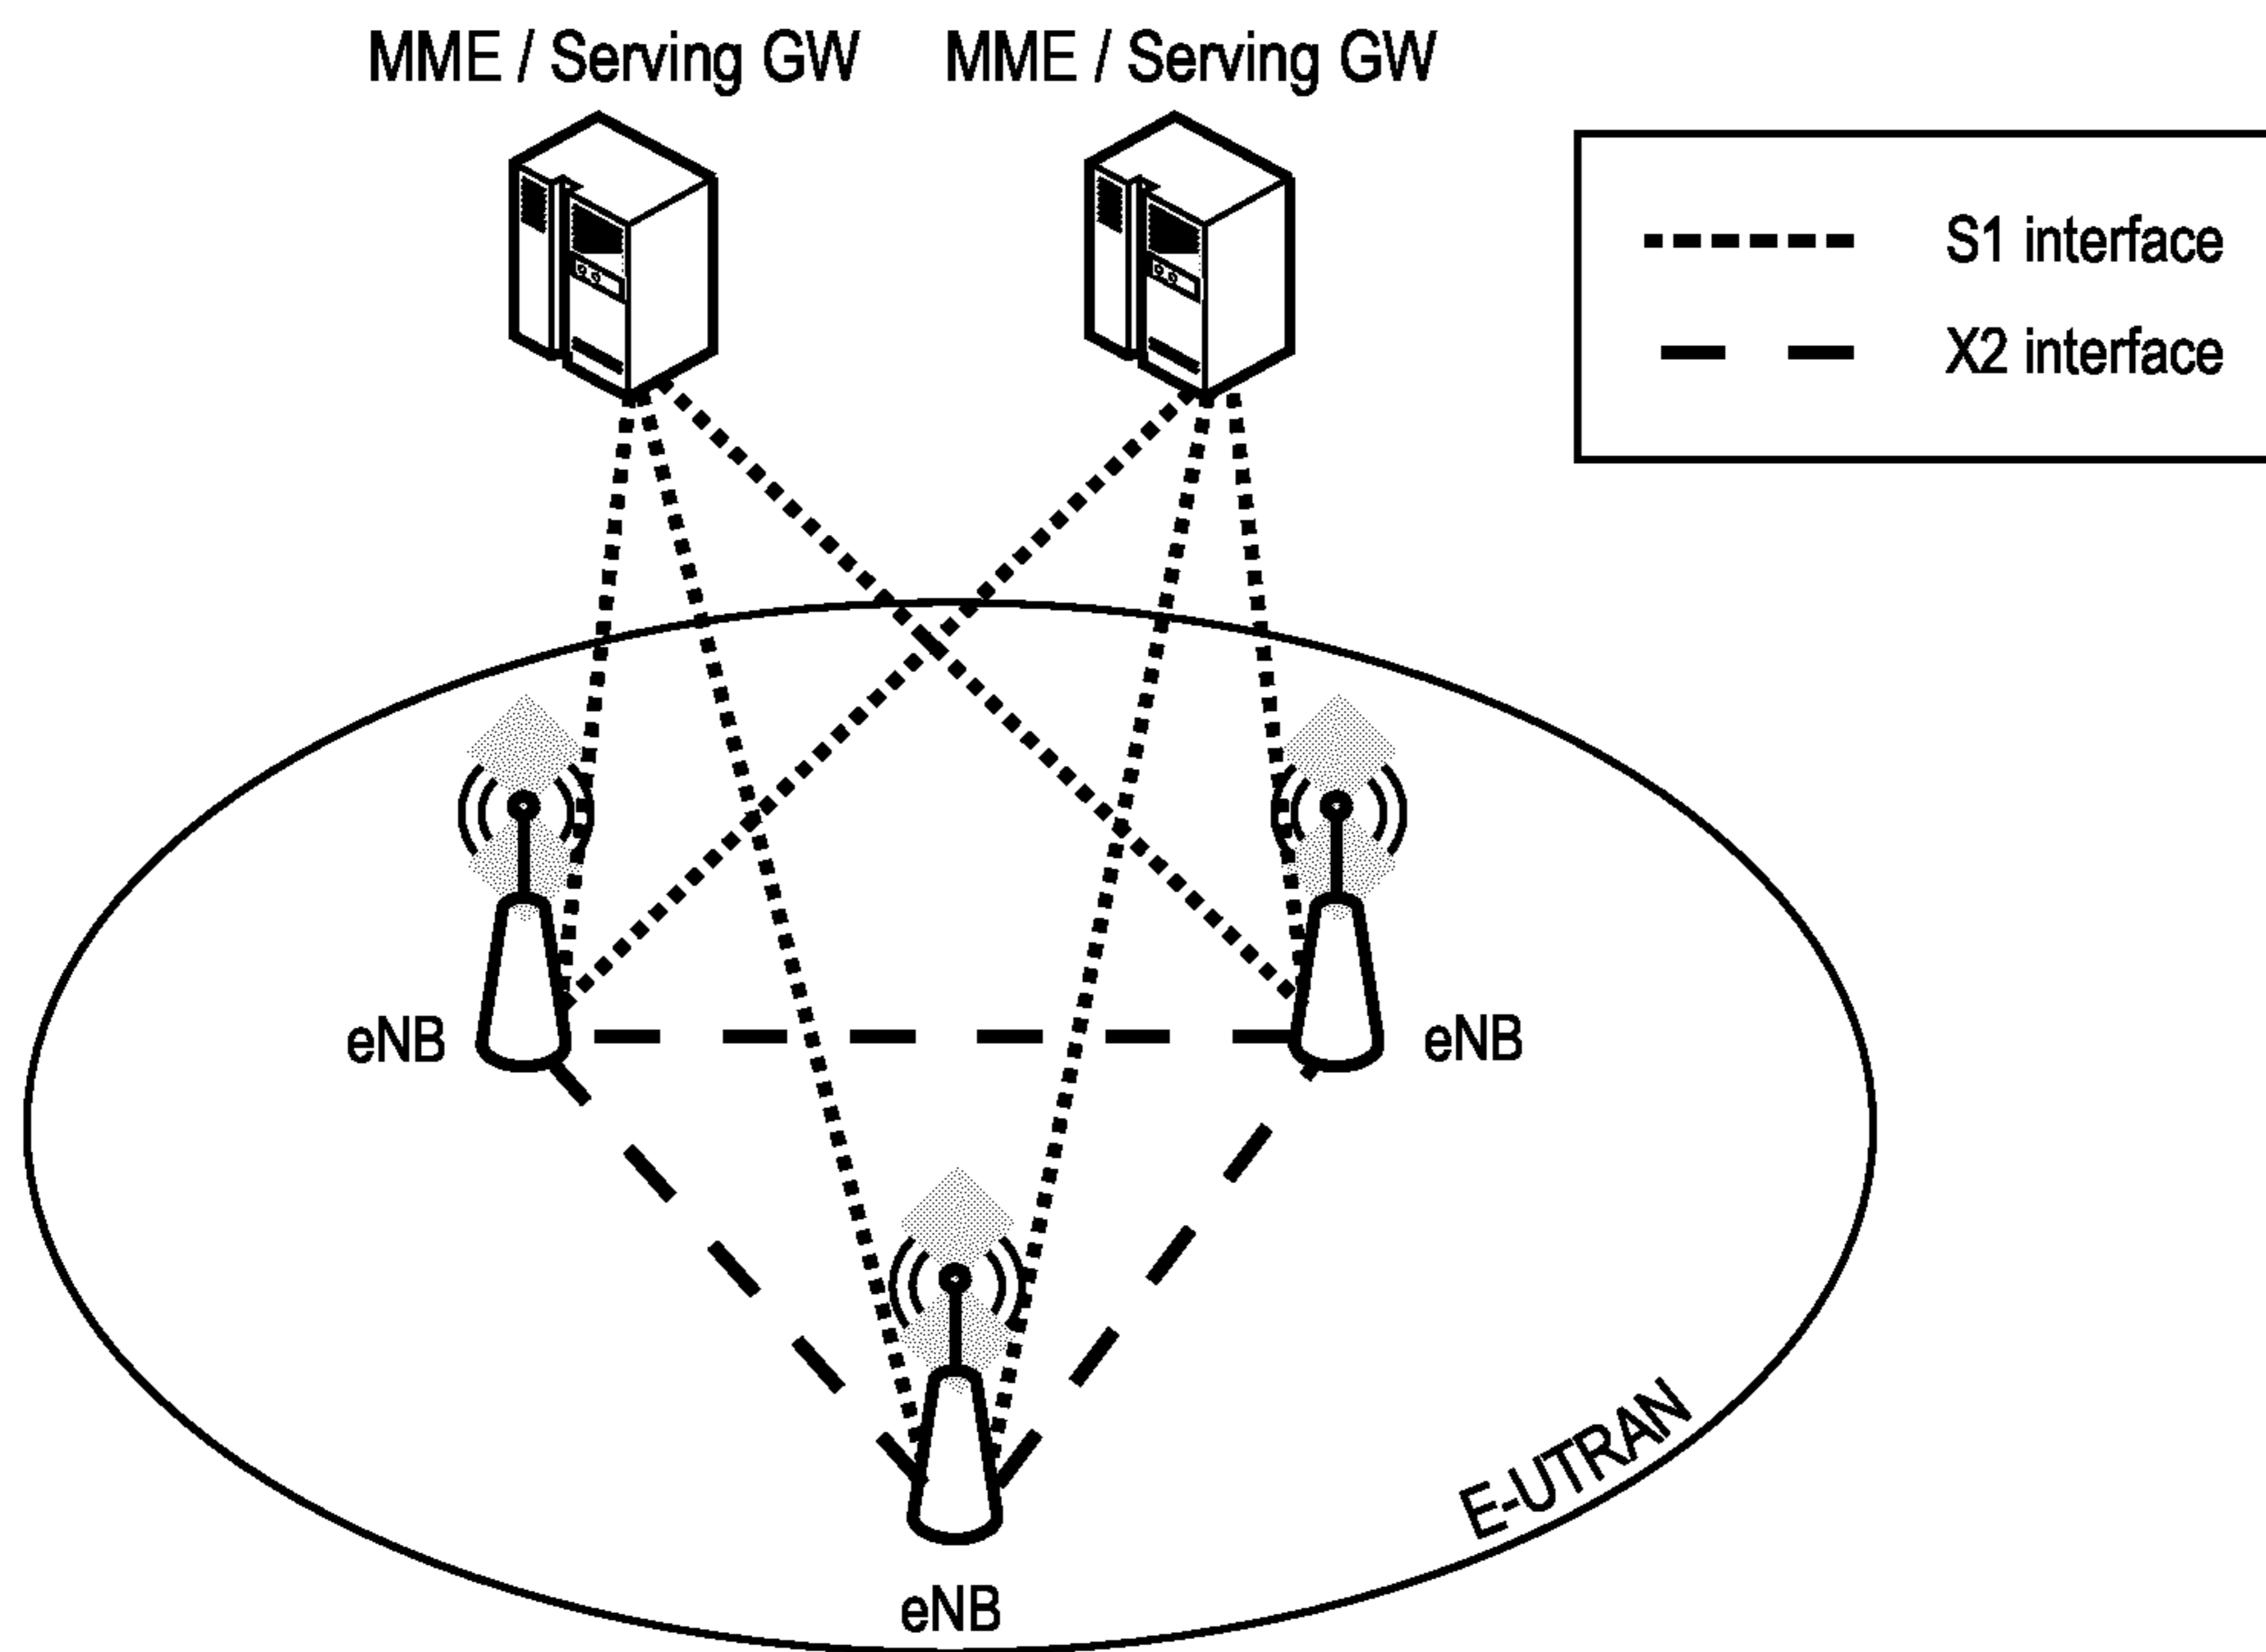 MME / Serving GW
MME / Serving GW
S1 interface
X2 interface
eNB
eNB
E-UTRAN
eNB